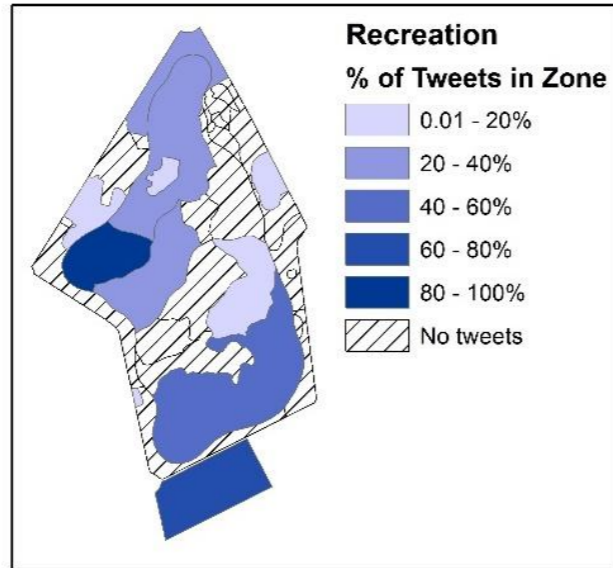 Recreation
% of Tweets in Zone
0.01 - 20%
20 - 40%
40 - 60%
60 - 80%
80 - 100%
No tweets